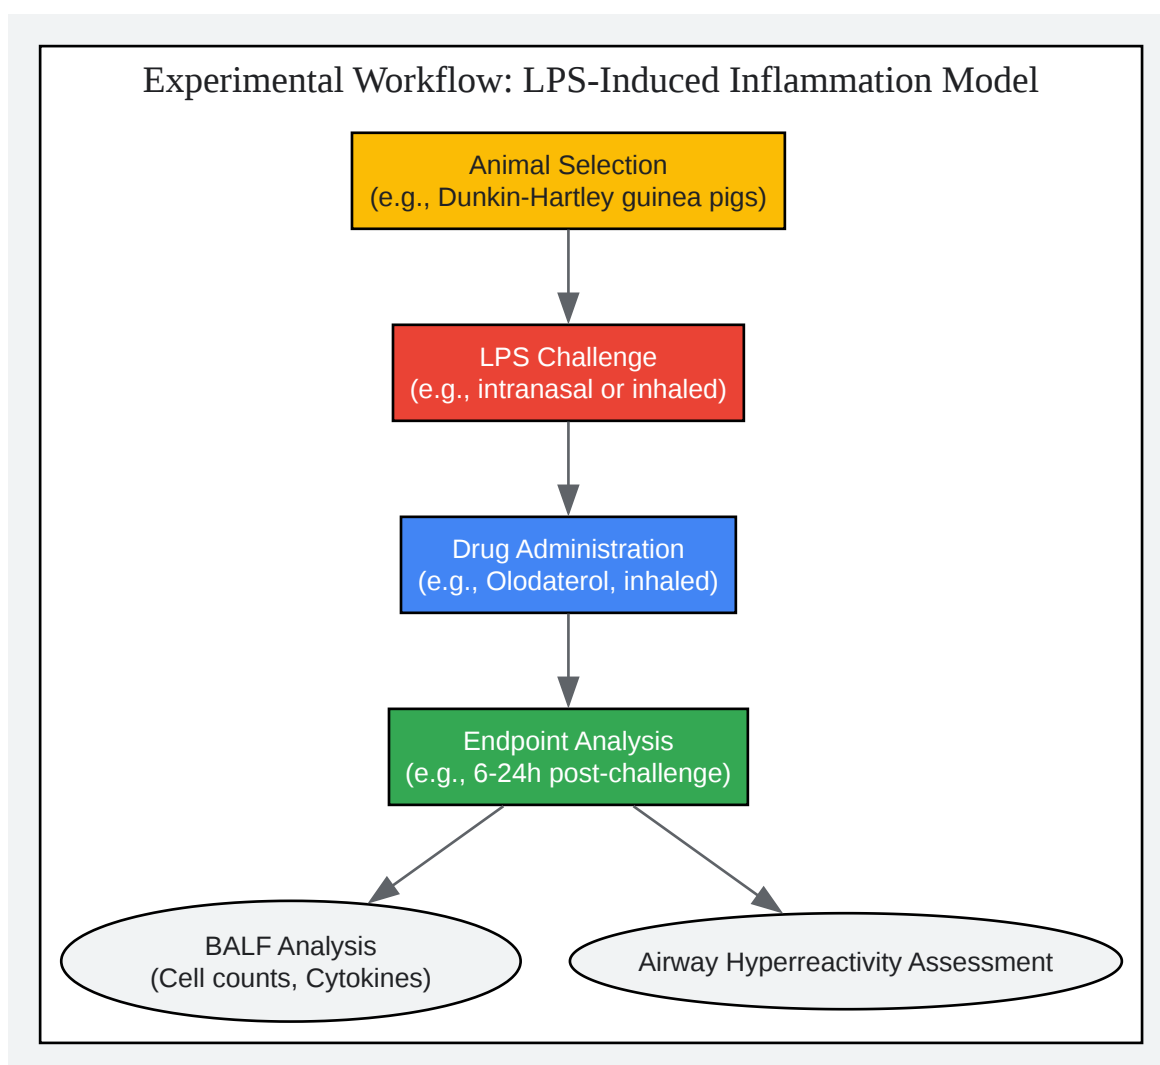 Experimental Workflow: LPS-Induced Inflammation Model
Animal Selection
(e.g., Dunkin-Hartley guinea pigs)
LPS Challenge
(e.g., intranasal or inhaled)
Drug Administration
(e.g., Olodaterol, inhaled)
Endpoint Analysis
(e.g., 6-24h post-challenge)
BALF Analysis
(Cell counts, Cytokines)
Airway Hyperreactivity Assessment